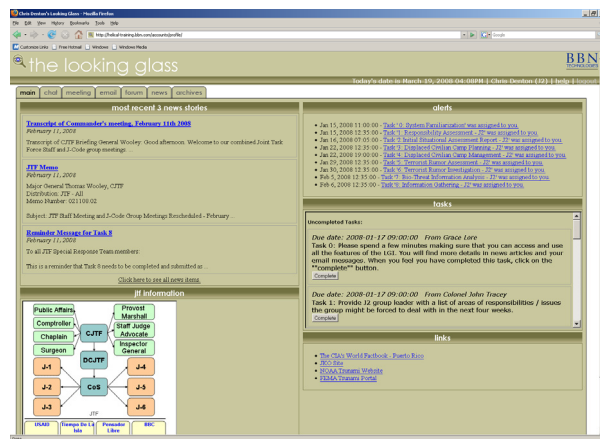 Chris Denton's Looking Glass - Mozilla Firefox
File Edit View History Bookmarks Tools Help
http://helical-training.bbn.com/accounts/profile/
Google
Customize Links Free Hotmail Windows Windows Media
the looking glass
BBN
TECHNOLOGIES
Today's date is March 19, 2008 04:08PM | Chris Denton (J2) | help | logout
main chat meeting email forum news archives
most recent 3 news stories
Transcript of Commander's meeting, February 11th 2008
February 11, 2008
Transcript of CJTF Briefing General Wooley: Good afternoon. Welcome to our combined Joint Task
Force Staff and J-Code group meetings. ...
JTF Memo
February 11, 2008
Major General Thomas Wooley, CJTF
Distribution: JTF - All
Memo Number: 021108.02
Subject: JTF Staff Meeting and J-Code Group Meetings Rescheduled - February ...
Reminder Message for Task 8
February 11, 2008
To all JTF Special Response Team members:
This is a reminder that Task 8 needs to be completed and submitted as ...
Click here to see all news items.
jtf information
Public Affairs
Provost
Marshall
Comptroller
CJTF
Staff Judge
Advocate
Chaplain
Surgeon
Inspector
General
DCJTF
J-1
J-4
J-2
CoS
J-5
J-3
J-6
JTF
USAID
Tiempo De La
Isla
Pensador
Libre
BBC
alerts
Jan 15, 2008 11:00:00 - Task '0: System Familiarization' was assigned to you.
Jan 15, 2008 12:35:00 - Task '1: Responsibility Assessment - J2' was assigned to you.
Jan 16, 2008 07:05:00 - Task '2: Initial Situational Assessment Report - J2' was assigned to you.
Jan 22, 2008 12:35:00 - Task '3: Displaced Civilian Camp Planning - J2' was assigned to you.
Jan 22, 2008 19:00:00 - Task '4: Displaced Civilian Camp Management - J2' was assigned to you.
Jan 29, 2008 12:35:00 - Task '5: Terrorist Rumor Assessment - J2' was assigned to you.
Jan 30, 2008 12:35:00 - Task '6: Terrorist Rumor Investigation - J2' was assigned to you.
Feb 5, 2008 12:35:00 - Task '7: Bio-Threat Information Analysis - J2' was assigned to you.
Feb 6, 2008 12:35:00 - Task '8: Information Gathering - J2' was assigned to you.
tasks
Uncompleted Tasks:
Due date: 2008-01-17 09:00:00 From Grace Lore
Task 0: Please spend a few minutes making sure that you can access and use
all the features of the LG! You will find more details in news articles and your
email messages. When you feel you have completed this task, click on the
"complete" button.
Complete
Due date: 2008-01-17 09:00:00 From Colonel John Tracey
Task 1: Provide J2 group leader with a list of areas of responsibilities / issues
the group might be forced to deal with in the next four weeks.
Complete
links
The CIA's World Factbook - Puerto Rico
JIKO Site
NOAA Tsunami Website
FEMA Tsunami Portal